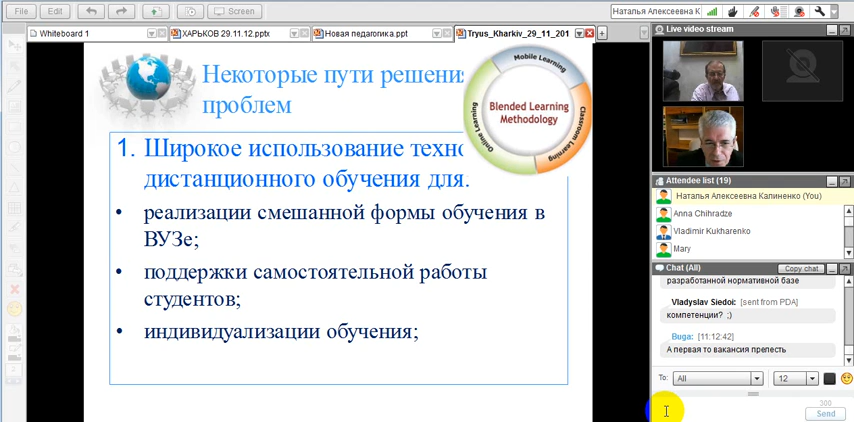 File Edit Screen Наталья Алексеевна К
Whiteboard 1 ХАРЬКОВ 29.11.12.pptx Новая педагогика.ppt Tryus_Kharkiv_29_11_201
Некоторые пути решения
проблем
Mobile Learning
Online Learning
Classroom Learning
Blended Learning
Methodology
1. Широкое использование техно
дистанционного обучения для:
• реализации смешанной формы обучения в
ВУЗе;
• поддержки самостоятельной работы
студентов;
• индивидуализации обучения;
Live video stream
Attendee list (19)
Наталья Алексеевна Калиненко (You)
Anna Chihradze
Vladimir Kukharenko
Mary
Chat (All)
Copy chat
разработанной нормативной базе
Vladyslav Siedoi: [sent from PDA]
компетенции? ;)
Buga: [11:12:42]
А первая то вакансия препесть
To: All 12
300
Send